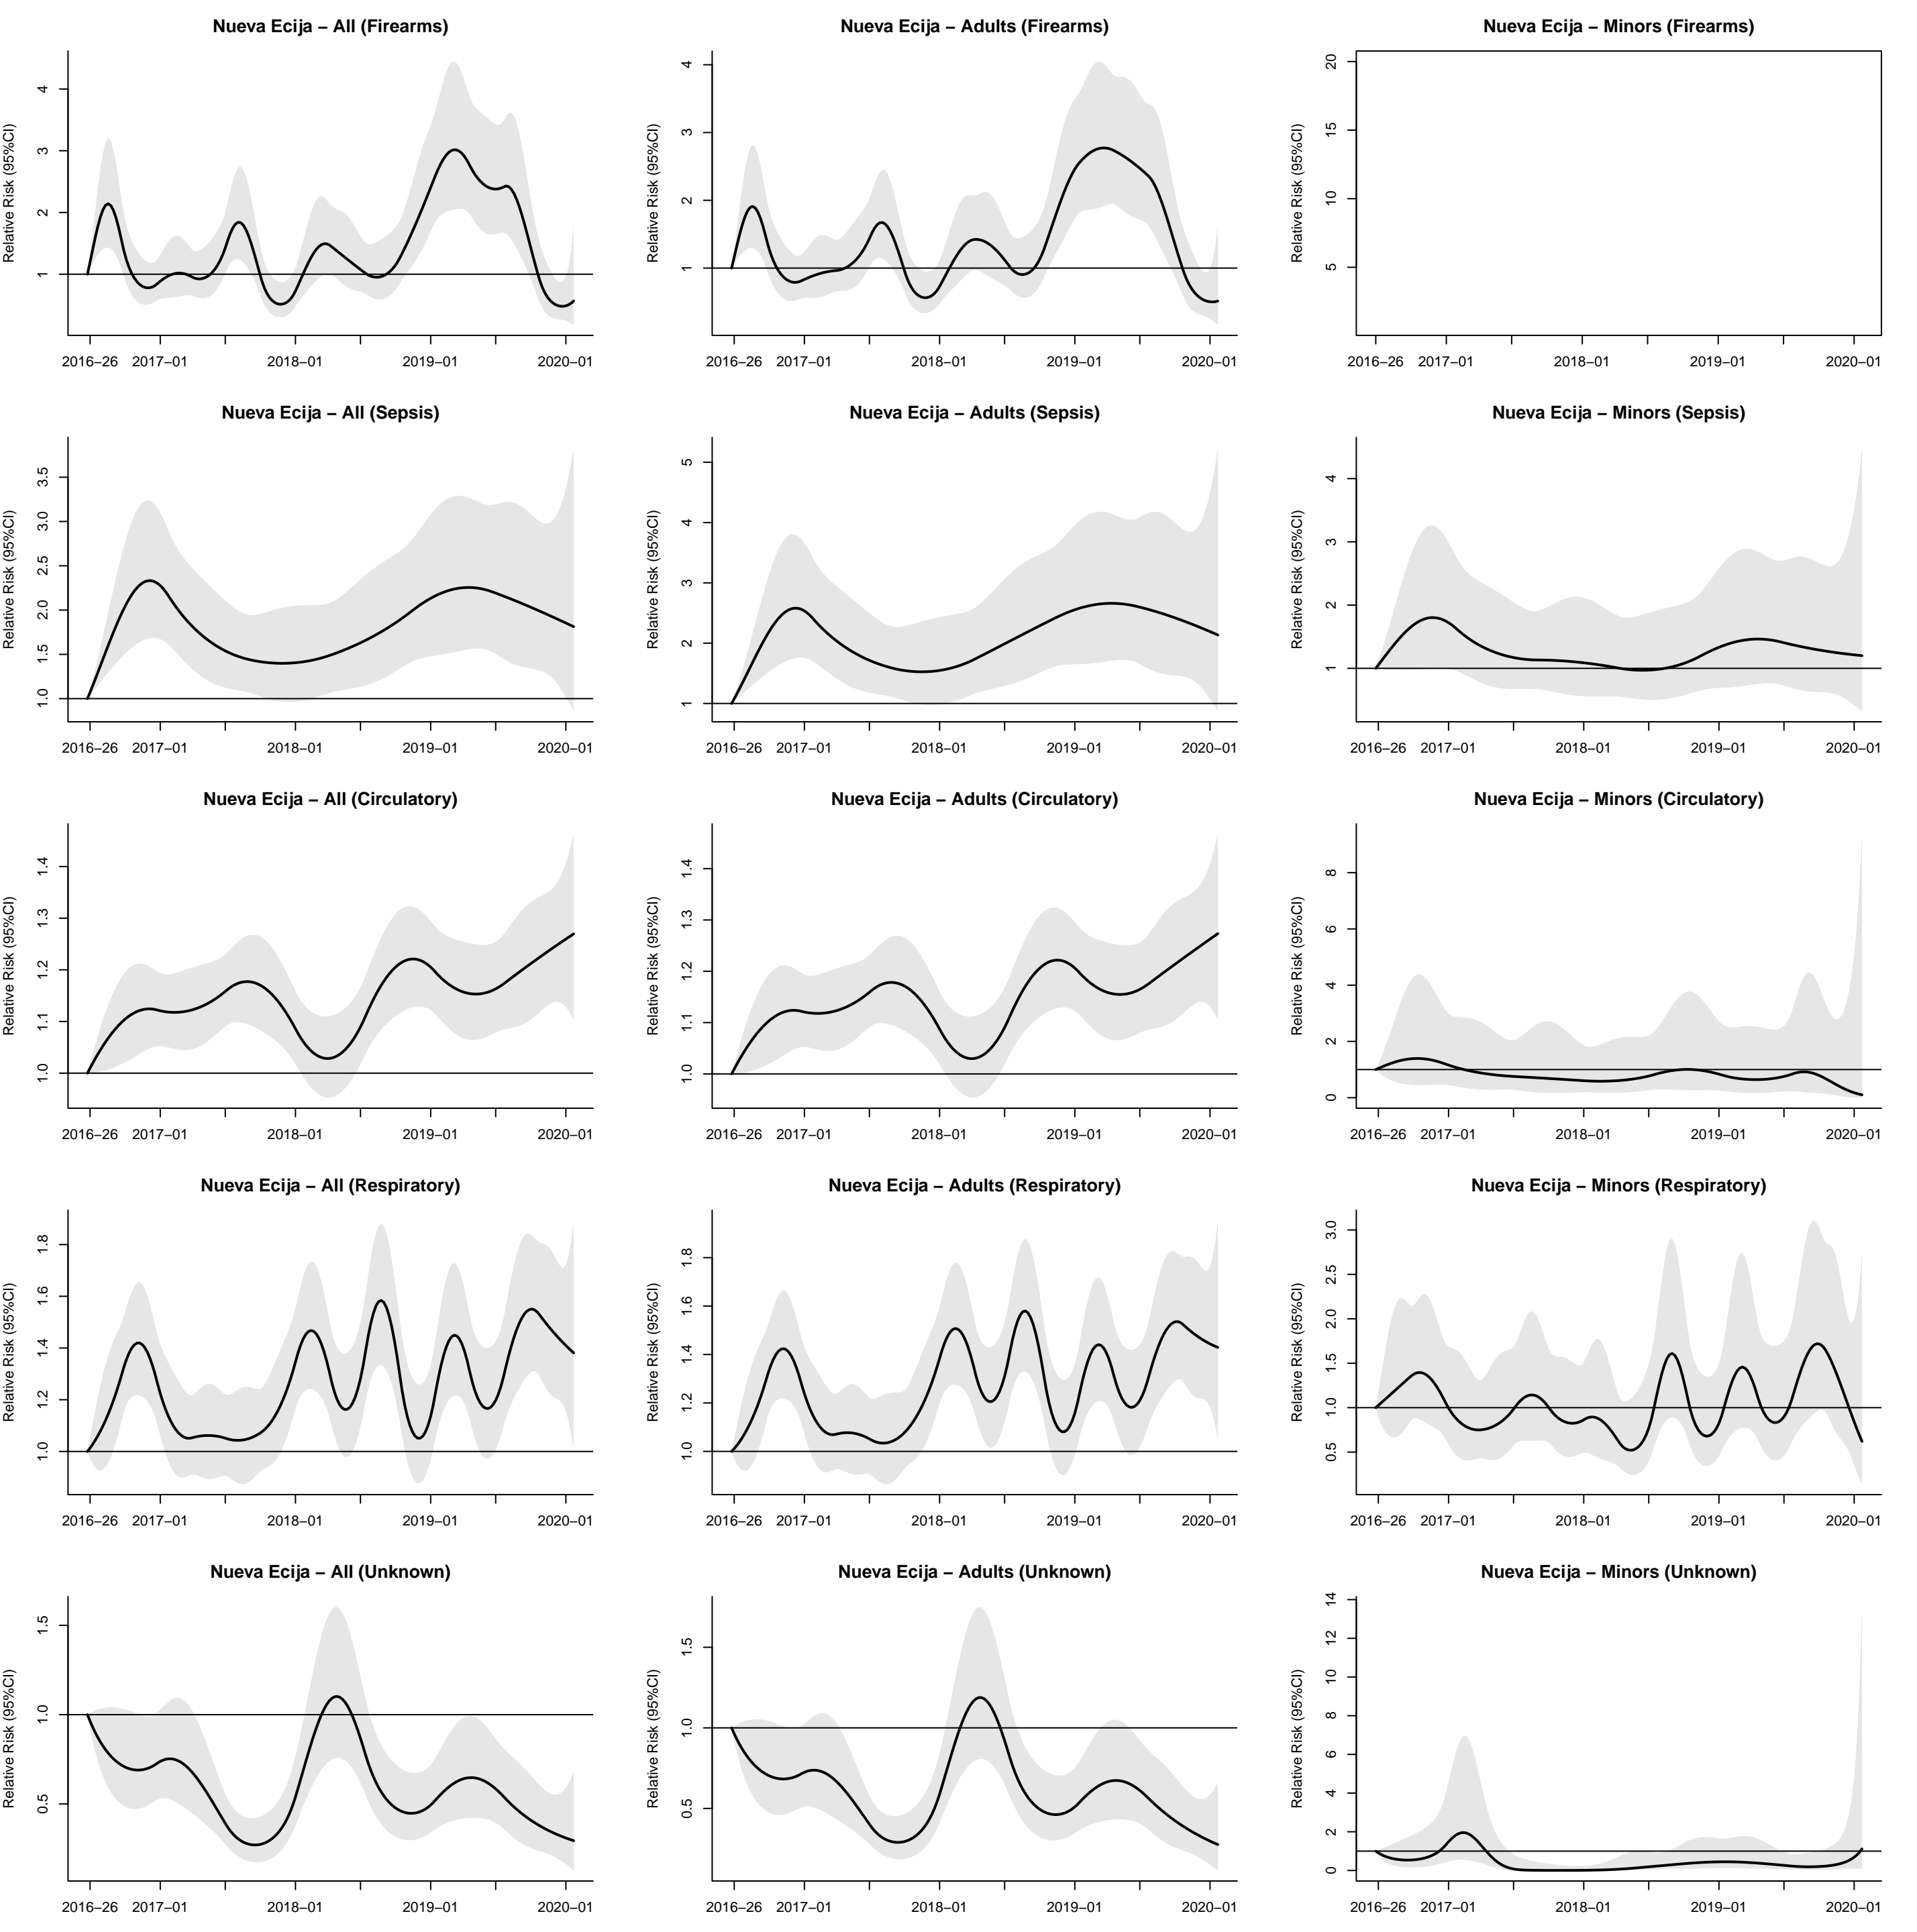 Nueva Ecija – All (Firearms)
Relative Risk (95%CI)
4
3
2
1
2016–26 2017–01 2018–01 2019–01 2020–01
Nueva Ecija – Adults (Firearms)
Relative Risk (95%CI)
4
3
2
1
2016–26 2017–01 2018–01 2019–01 2020–01
Nueva Ecija – Minors (Firearms)
Relative Risk (95%CI)
20
15
10
5
2016–26 2017–01 2018–01 2019–01 2020–01
Nueva Ecija – All (Sepsis)
Relative Risk (95%CI)
3.5
3.0
2.5
2.0
1.5
1.0
2016–26 2017–01 2018–01 2019–01 2020–01
Nueva Ecija – Adults (Sepsis)
Relative Risk (95%CI)
5
4
3
2
1
2016–26 2017–01 2018–01 2019–01 2020–01
Nueva Ecija – Minors (Sepsis)
Relative Risk (95%CI)
4
3
2
1
2016–26 2017–01 2018–01 2019–01 2020–01
Nueva Ecija – All (Circulatory)
Relative Risk (95%CI)
1.4
1.3
1.2
1.1
1.0
2016–26 2017–01 2018–01 2019–01 2020–01
Nueva Ecija – Adults (Circulatory)
Relative Risk (95%CI)
1.4
1.3
1.2
1.1
1.0
2016–26 2017–01 2018–01 2019–01 2020–01
Nueva Ecija – Minors (Circulatory)
Relative Risk (95%CI)
8
6
4
2
0
2016–26 2017–01 2018–01 2019–01 2020–01
Nueva Ecija – All (Respiratory)
Relative Risk (95%CI)
1.8
1.6
1.4
1.2
1.0
2016–26 2017–01 2018–01 2019–01 2020–01
Nueva Ecija – Adults (Respiratory)
Relative Risk (95%CI)
1.8
1.6
1.4
1.2
1.0
2016–26 2017–01 2018–01 2019–01 2020–01
Nueva Ecija – Minors (Respiratory)
Relative Risk (95%CI)
3.0
2.5
2.0
1.5
1.0
0.5
2016–26 2017–01 2018–01 2019–01 2020–01
Nueva Ecija – All (Unknown)
Relative Risk (95%CI)
1.5
1.0
0.5
2016–26 2017–01 2018–01 2019–01 2020–01
Nueva Ecija – Adults (Unknown)
Relative Risk (95%CI)
1.5
1.0
0.5
2016–26 2017–01 2018–01 2019–01 2020–01
Nueva Ecija – Minors (Unknown)
Relative Risk (95%CI)
14
12
10
8
6
4
2
0
2016–26 2017–01 2018–01 2019–01 2020–01